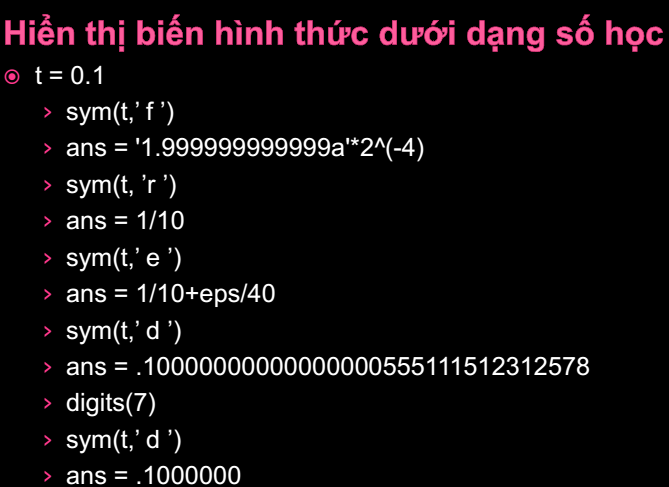 Hiển thị biến hình thức dưới dạng số học
t = 0.1
› sym(t,’ f ’)
› ans = '1.999999999999a'*2^(-4)
› sym(t, ’r ’)
› ans = 1/10
› sym(t,’ e ’)
› ans = 1/10+eps/40
› sym(t,’ d ’)
› ans = .10000000000000000555111512312578
› digits(7)
› sym(t,’ d ’)
› ans = .1000000